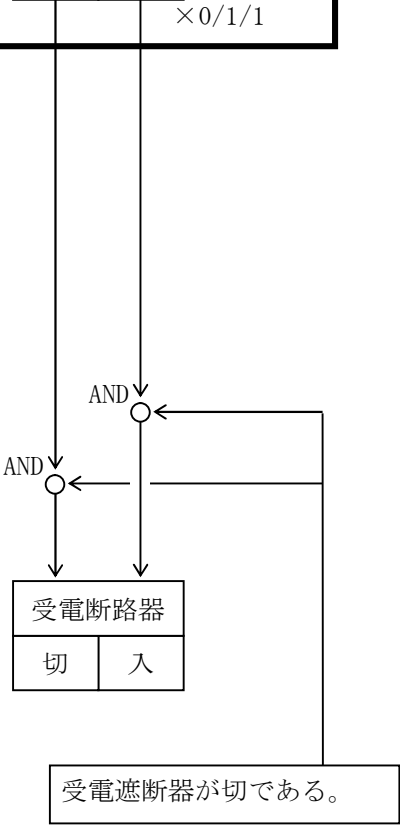 ×0/1/1
AND
AND
受電断路器
切 入
受電遮断器が切である。